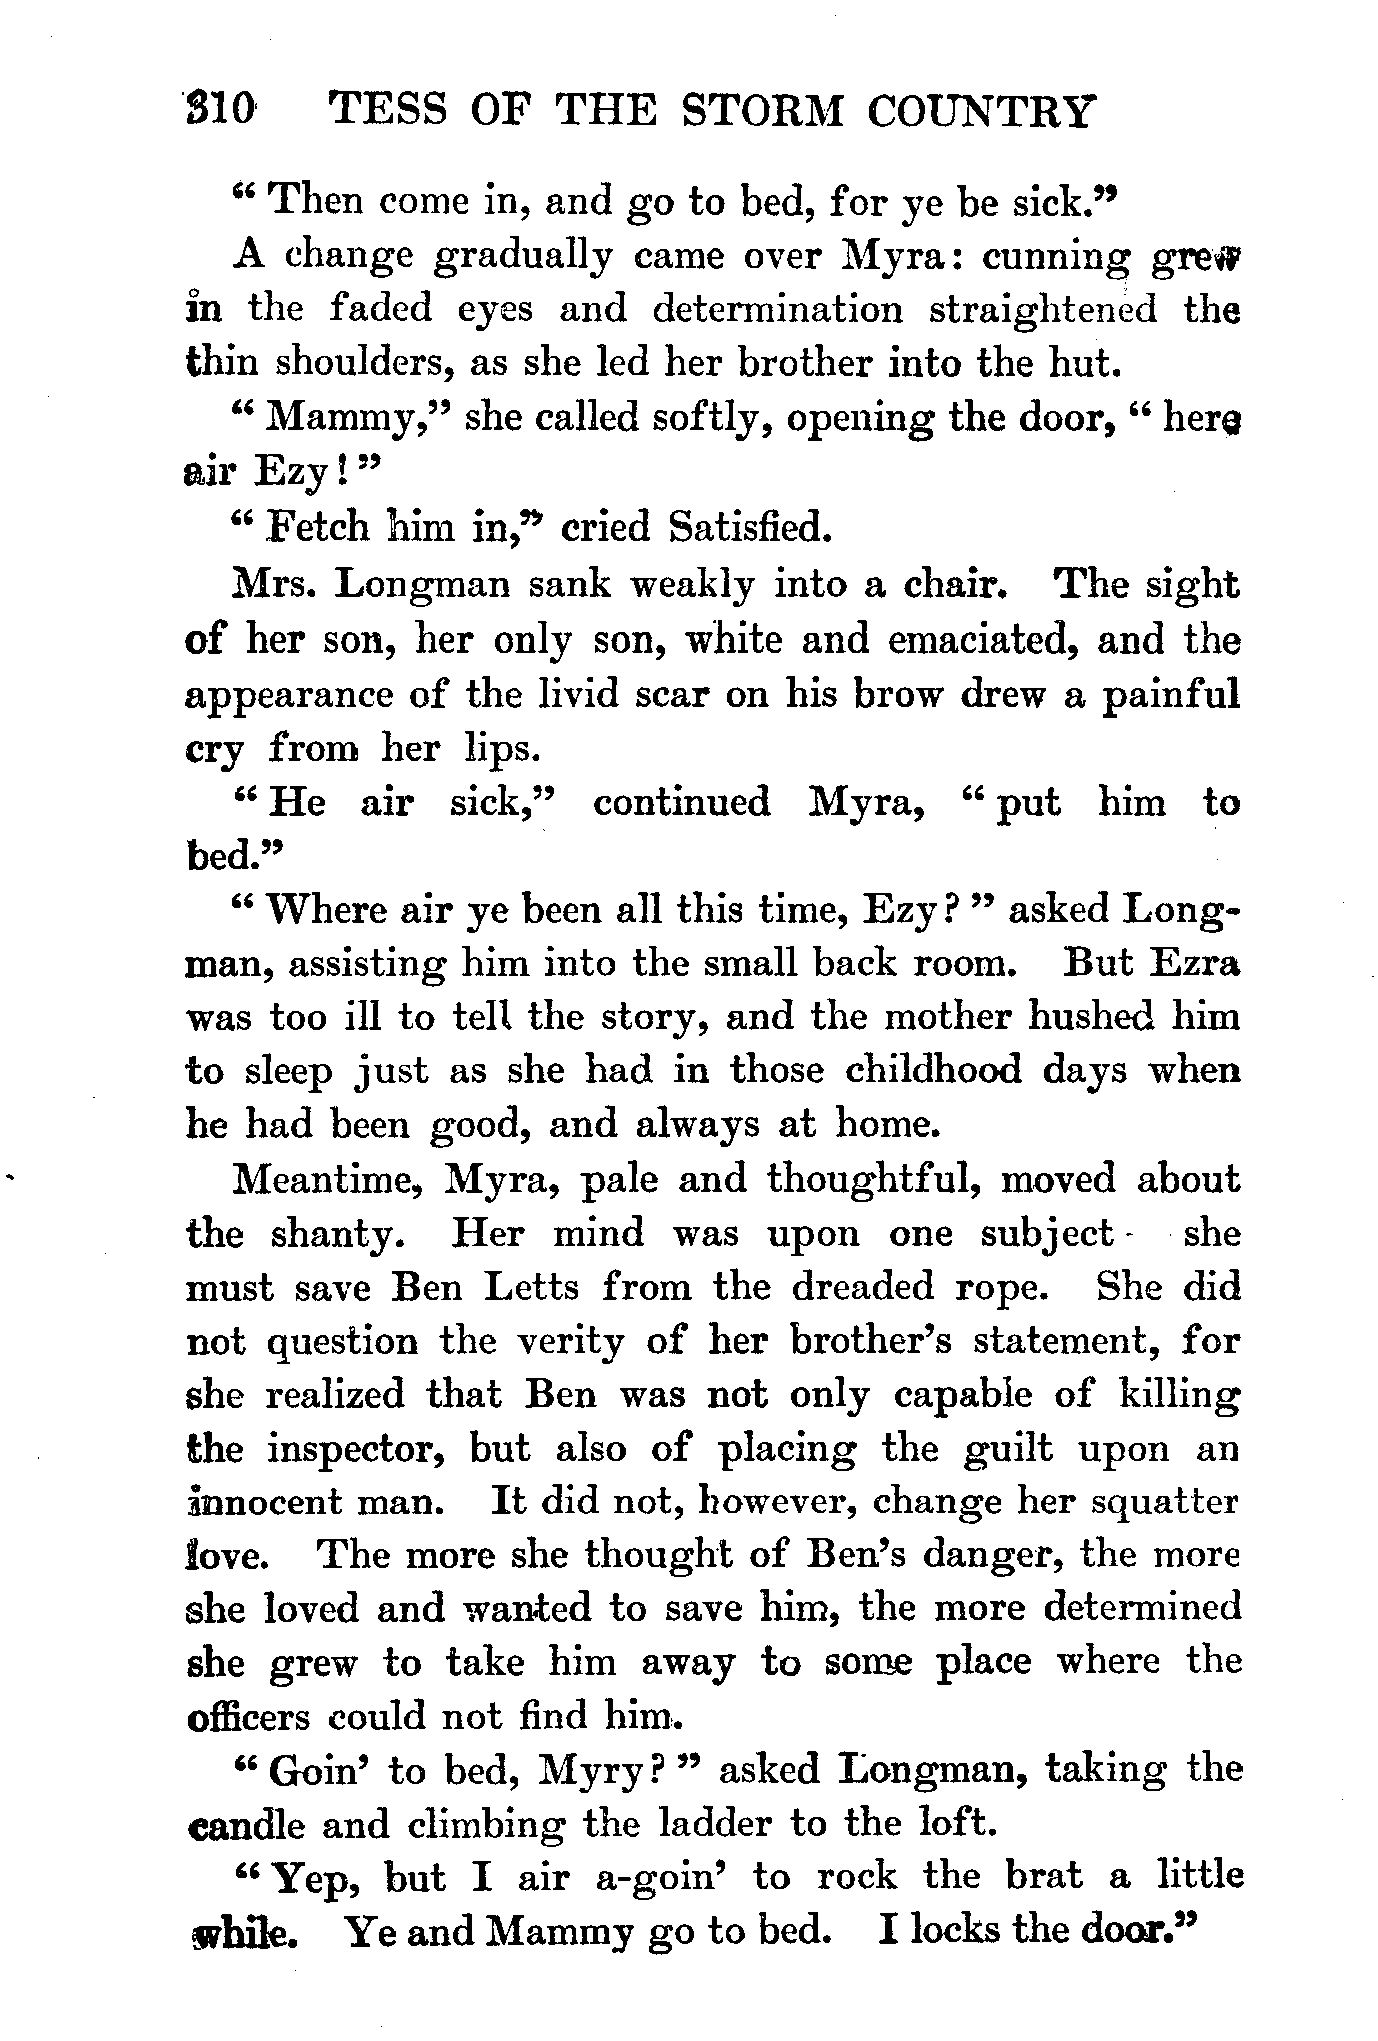 310 TESS OF THE STORM COUNTRY
“ Then come in, and go to bed, for ye be sick.”
A change gradually came over Myra: cunning grew
in the faded eyes and determination straightened the
thin shoulders, as she led her brother into the hut.
“ Mammy,” she called softly, opening the door, “ here
air Ezy! ”
“ Fetch him in,” cried Satisfied.
Mrs. Longman sank weakly into a chair. The sight
of her son, her only son, white and emaciated, and the
appearance of the livid scar on his brow drew a painful
cry from her lips.
“ He air sick,” continued Myra, “ put him to
bed.”
“ Where air ye been all this time, Ezy? ” asked Long-
man, assisting him into the small back room. But Ezra
was too ill to tell the story, and the mother hushed him
to sleep just as she had in those childhood days when
he had been good, and always at home.
Meantime, Myra, pale and thoughtful, moved about
the shanty. Her mind was upon one subject - she
must save Ben Letts from the dreaded rope. She did
not question the verity of her brother’s statement, for
she realized that Ben was not only capable of killing
the inspector, but also of placing the guilt upon an
innocent man. It did not, however, change her squatter
love. The more she thought of Ben’s danger, the more
she loved and wanted to save him, the more determined
she grew to take him away to some place where the
officers could not find him.
“ Goin’ to bed, Myry? ” asked Longman, taking the
candle and climbing the ladder to the loft.
“ Yep, but I air a-goin’ to rock the brat a little
while. Ye and Mammy go to bed. I locks the door.”